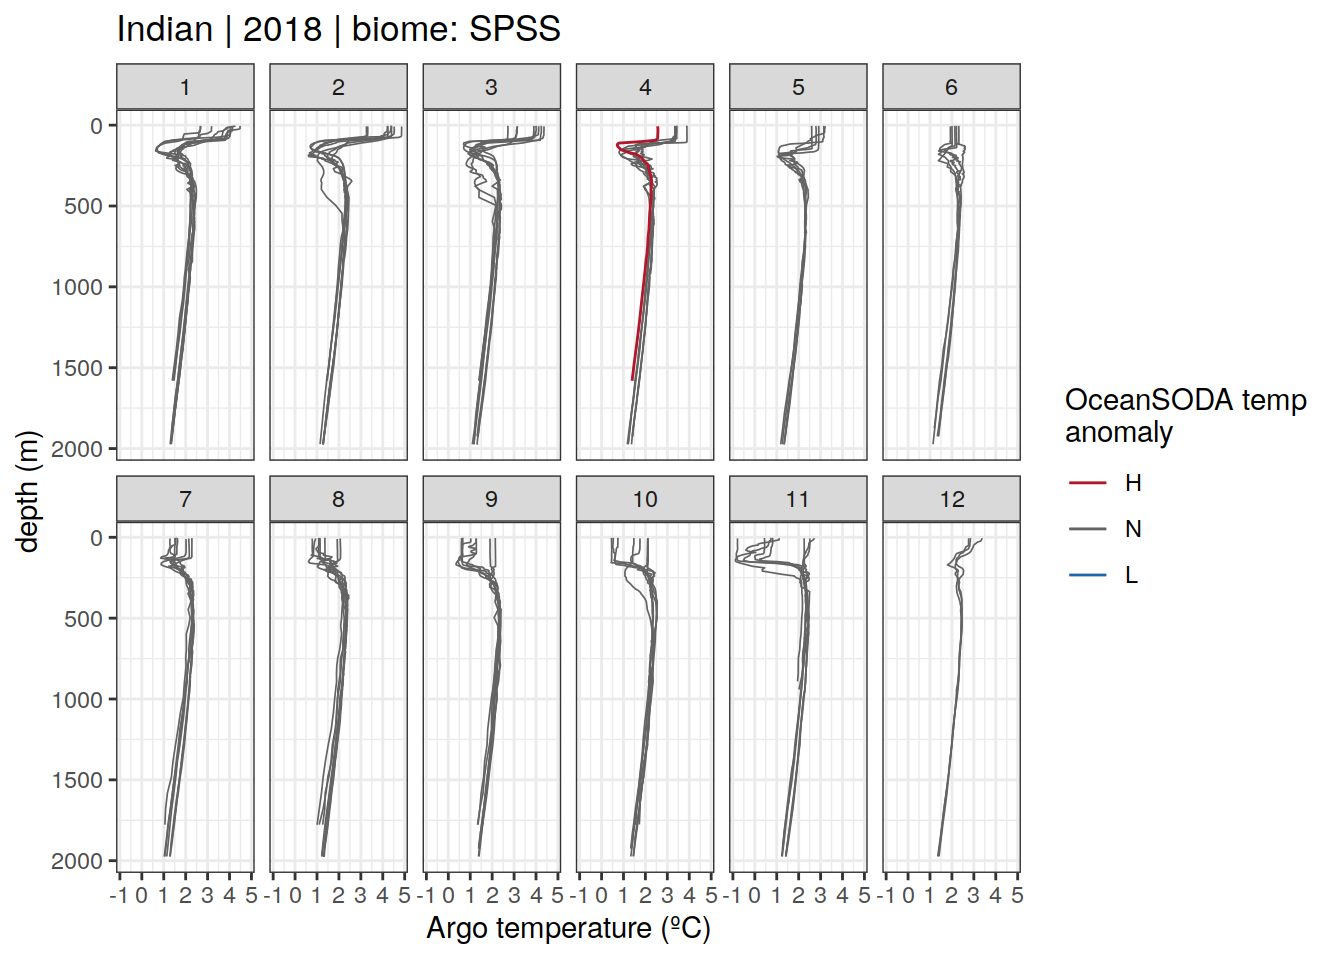 Indian | 2018 | biome: SPSS
1 2 3 4 5 6
0
500
1000
1500
2000
7 8 9 10 11 12
0
500
1000
1500
2000
-1 0 1 2 3 4 5 -1 0 1 2 3 4 5 -1 0 1 2 3 4 5 -1 0 1 2 3 4 5 -1 0 1 2 3 4 5 -1 0 1 2 3 4 5
Argo temperature (ºC)
depth (m)
OceanSODA temp
anomaly
H
N
L